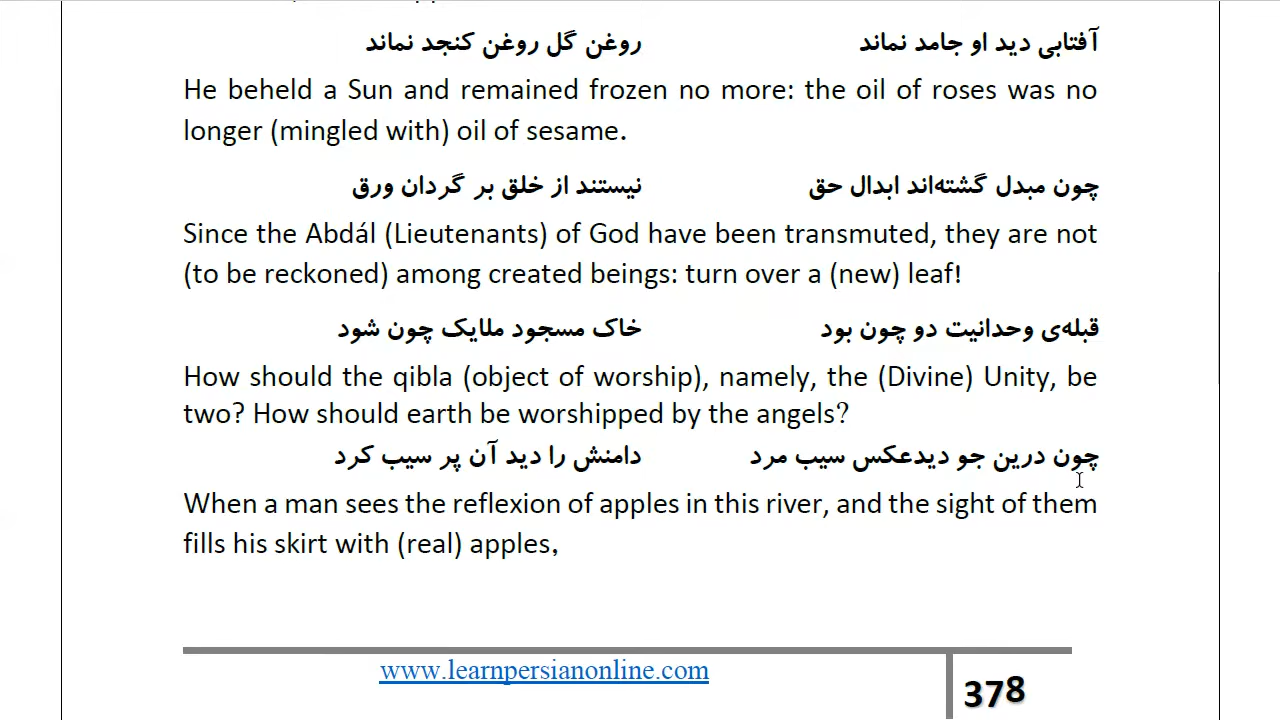 آفتابی دید او جامد نماند روغن گل روغن کنجد نماند
He beheld a Sun and remained frozen no more: the oil of roses was no
longer (mingled with) oil of sesame.
چون مبدل گشته‌اند ابدال حق نیستند از خلق بر گردان ورق
Since the Abdál (Lieutenants) of God have been transmuted, they are not
(to be reckoned) among created beings: turn over a (new) leaf!
قبله‌ی وحدانیت دو چون بود خاک مسجود ملایک چون شود
How should the qibla (object of worship), namely, the (Divine) Unity, be
two? How should earth be worshipped by the angels?
چون درین جو دیدعکس سیب مرد دامنش را دید آن پر سیب کرد
When a man sees the reflexion of apples in this river, and the sight of them
fills his skirt with (real) apples,
www.learnpersianonline.com
378